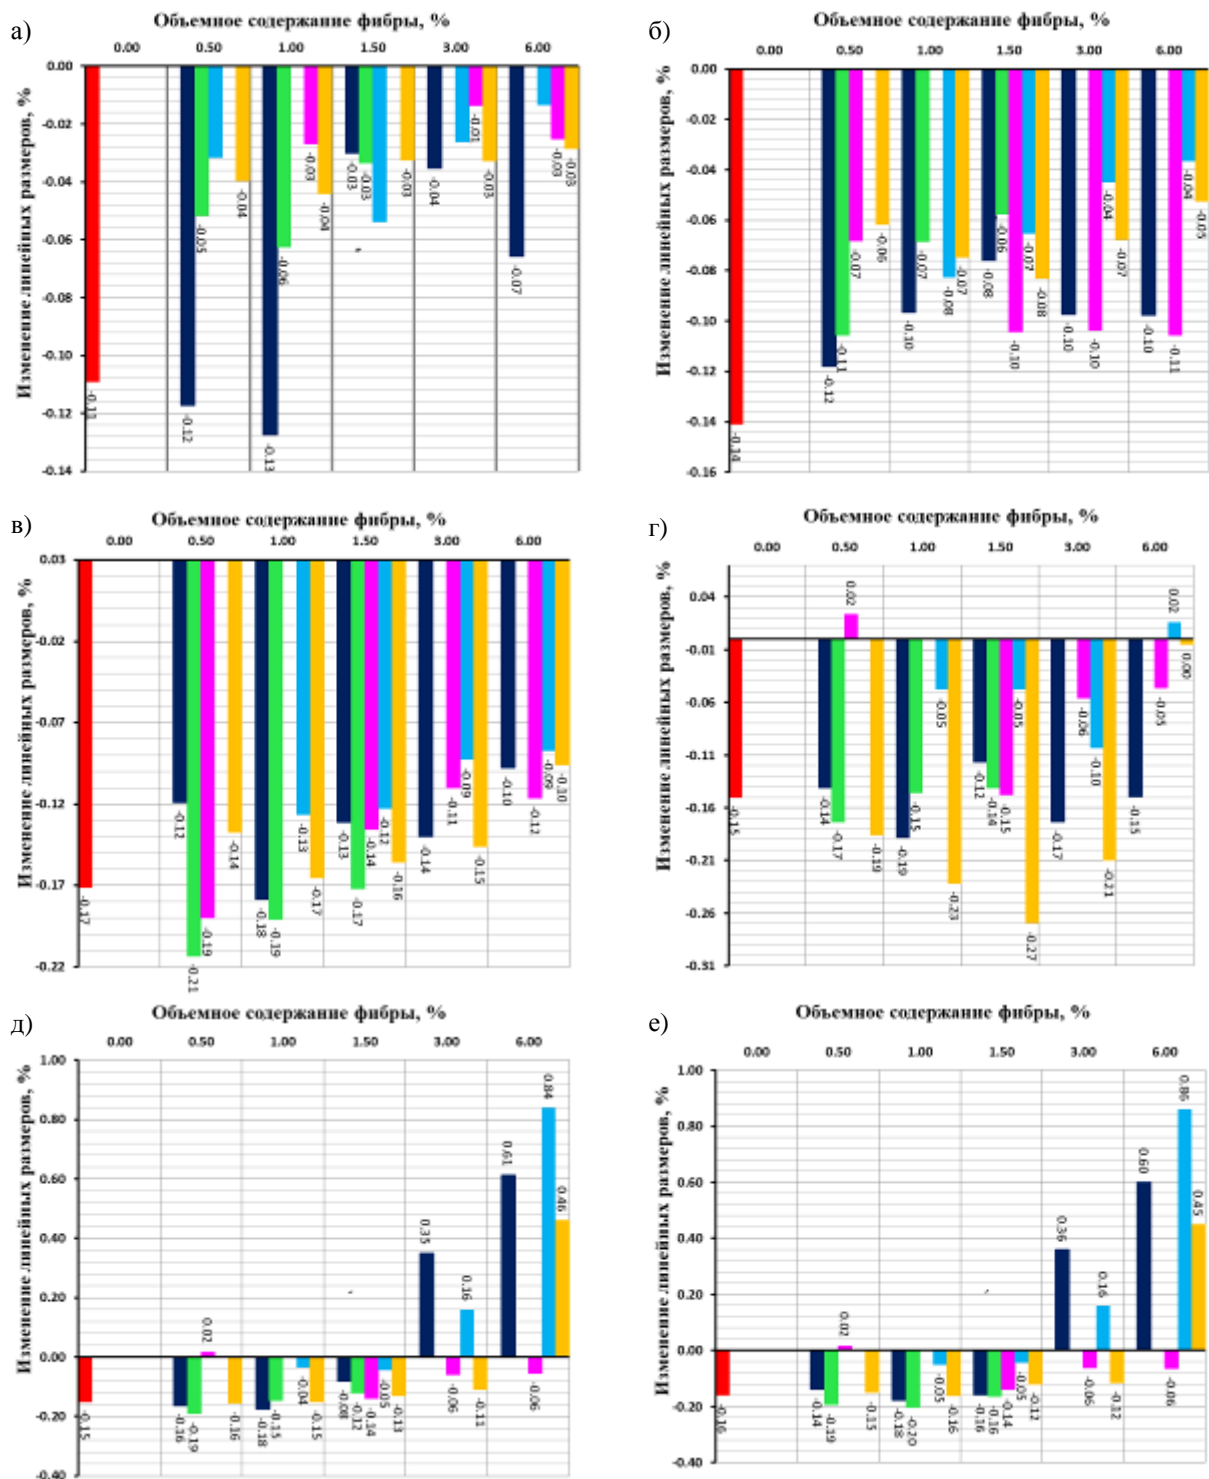 а)
Объемное содержание фибры, %
0.00 0.50 1.00 1.50 3.00 6.00
Изменение линейных размеров, %
0.00
-0.02
-0.04
-0.06
-0.08
-0.10
-0.12
-0.14
-0.11 -0.12 -0.05 -0.04 -0.13 -0.06 -0.03 -0.04 -0.03 -0.03 -0.03 -0.04 -0.01 -0.03 -0.07 -0.03 -0.03
б)
Объемное содержание фибры, %
0.00 0.50 1.00 1.50 3.00 6.00
Изменение линейных размеров, %
0.00
-0.02
-0.04
-0.06
-0.08
-0.10
-0.12
-0.14
-0.16
-0.14 -0.12 -0.11 -0.07 -0.06 -0.10 -0.07 -0.08 -0.07 -0.08 -0.06 -0.10 -0.07 -0.08 -0.10 -0.10 -0.04 -0.07 -0.10 -0.11 -0.04 -0.05
в)
Объемное содержание фибры, %
0.00 0.50 1.00 1.50 3.00 6.00
Изменение линейных размеров, %
0.03
-0.02
-0.07
-0.12
-0.17
-0.22
-0.17 -0.12 -0.21 -0.19 -0.14 -0.18 -0.19 -0.13 -0.17 -0.13 -0.17 -0.14 -0.12 -0.16 -0.14 -0.11 -0.09 -0.15 -0.10 -0.12 -0.09 -0.10
г)
Объемное содержание фибры, %
0.00 0.50 1.00 1.50 3.00 6.00
Изменение линейных размеров, %
0.04
-0.01
-0.06
-0.11
-0.16
-0.21
-0.26
-0.31
-0.15 -0.14 -0.17 0.02 -0.19 -0.19 -0.15 -0.05 -0.23 -0.12 -0.14 -0.15 -0.05 -0.27 -0.17 -0.06 -0.10 -0.21 -0.15 -0.05 0.02 0.00
д)
Объемное содержание фибры, %
0.00 0.50 1.00 1.50 3.00 6.00
Изменение линейных размеров, %
1.00
0.80
0.60
0.40
0.20
0.00
-0.20
-0.40
-0.15 -0.16 -0.19 0.02 -0.16 -0.18 -0.15 -0.04 -0.15 -0.08 -0.12 -0.14 -0.05 -0.13 0.35 -0.06 0.16 -0.11 0.61 -0.06 0.84 0.46
е)
Объемное содержание фибры, %
0.00 0.50 1.00 1.50 3.00 6.00
Изменение линейных размеров, %
1.00
0.80
0.60
0.40
0.20
0.00
-0.20
-0.40
-0.16 -0.14 -0.19 0.02 -0.15 -0.18 -0.20 -0.05 -0.16 -0.16 -0.16 -0.14 -0.05 -0.12 0.36 -0.06 0.16 -0.12 0.60 -0.06 0.86 0.45